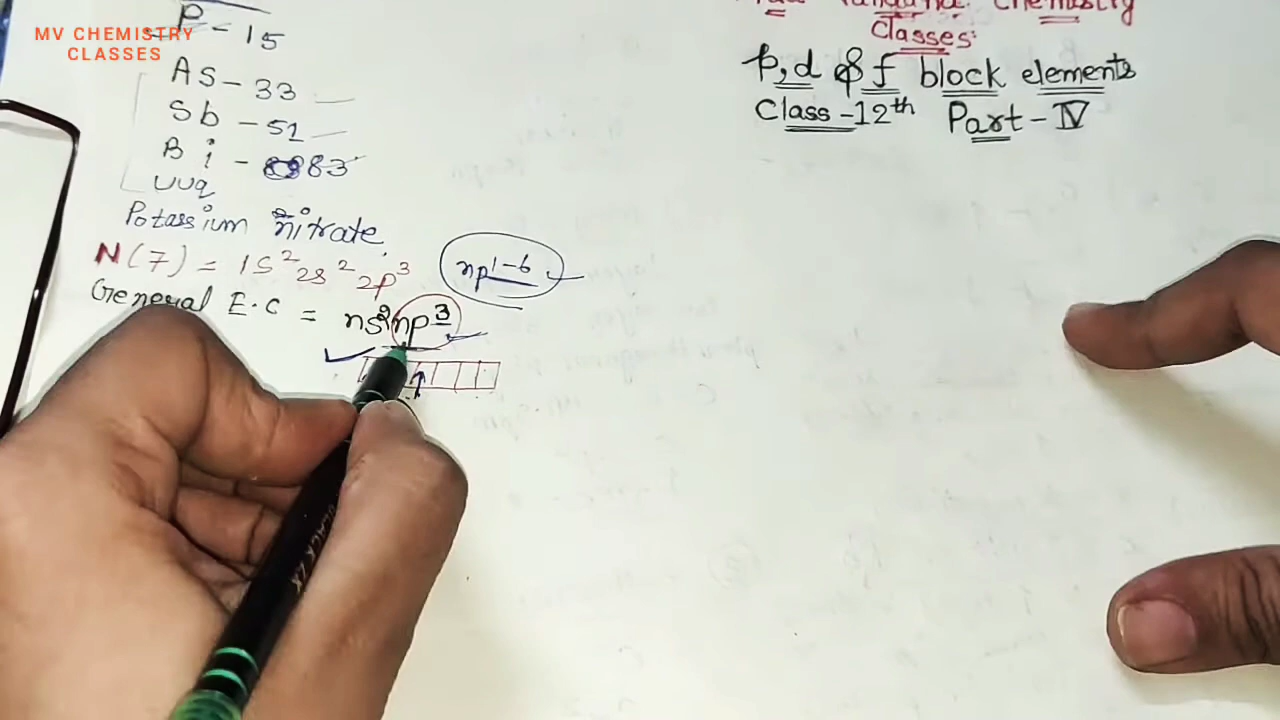 MV CHEMISTRY
CLASSES
P - 15
As - 33
Sb - 51
Bi - 83
UUq
Potassium nitrate
N(7) = 1S² 2s² 2p³
np¹⁻⁶
General E.C = ns² np³
Chemistry
Classes:
p, d & f block elements
Class - 12th Part - IV